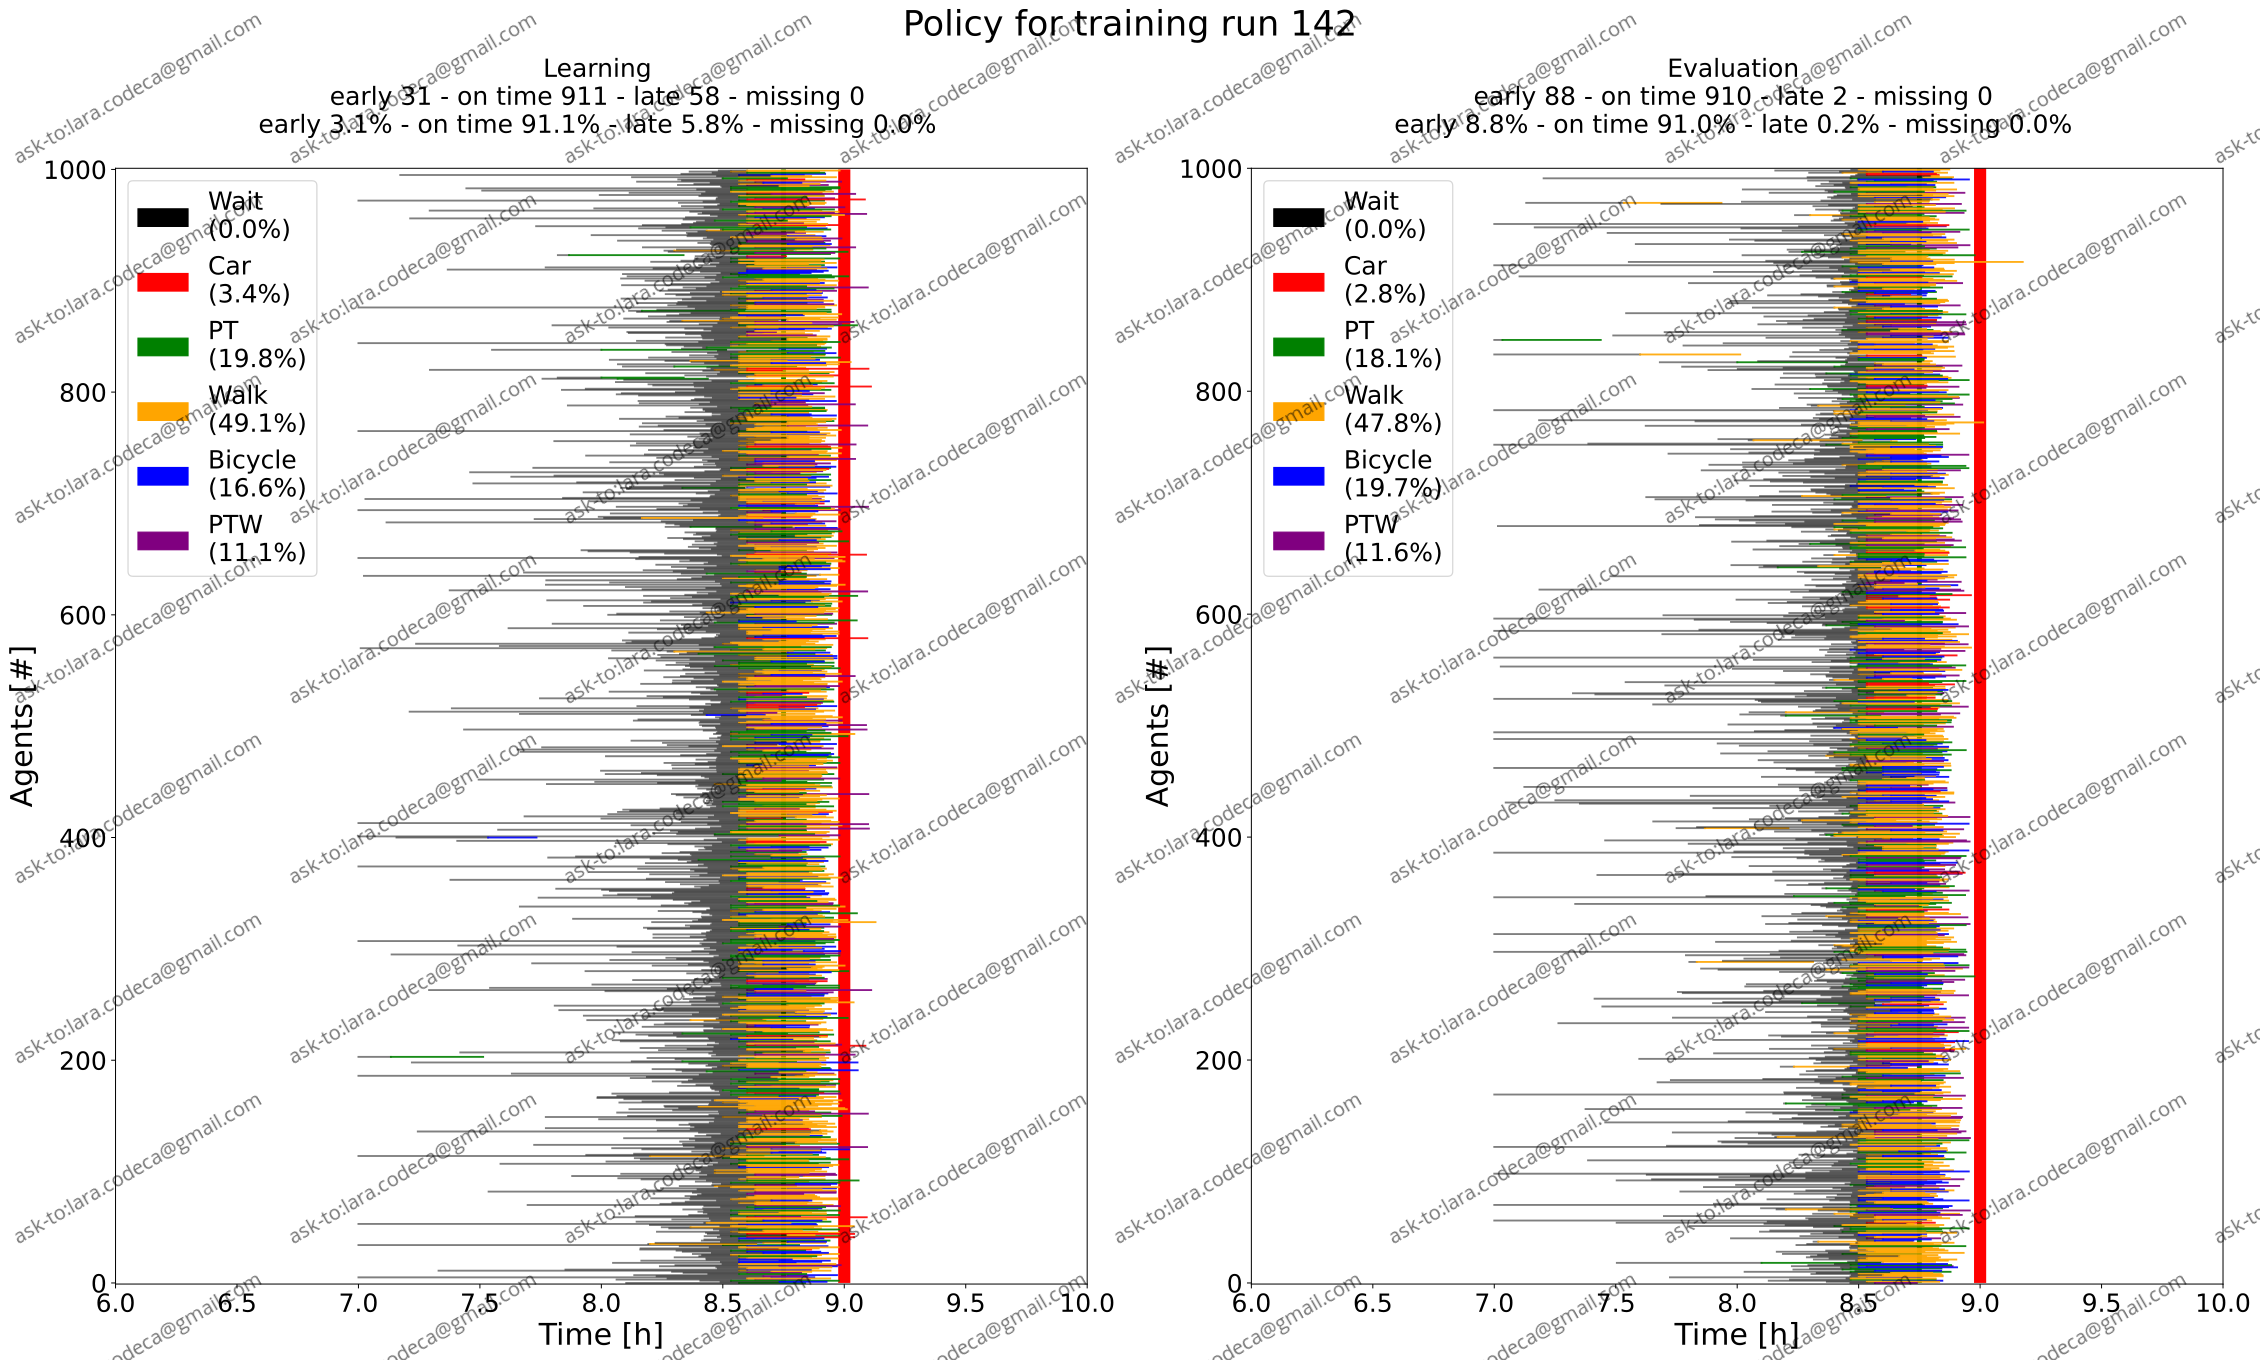 Policy for training run 142
Learning
early 31 - on time 911 - late 58 - missing 0
early 3.1% - on time 91.1% - late 5.8% - missing 0.0%
1000
800
600
400
200
0
Agents [#]
Wait
(0.0%)
Car
(3.4%)
PT
(19.8%)
Walk
(49.1%)
Bicycle
(16.6%)
PTW
(11.1%)
6.0 6.5 7.0 7.5 8.0 8.5 9.0 9.5 10.0
Time [h]
Evaluation
early 88 - on time 910 - late 2 - missing 0
early 8.8% - on time 91.0% - late 0.2% - missing 0.0%
1000
800
600
400
200
0
Agents [#]
Wait
(0.0%)
Car
(2.8%)
PT
(18.1%)
Walk
(47.8%)
Bicycle
(19.7%)
PTW
(11.6%)
6.0 6.5 7.0 7.5 8.0 8.5 9.0 9.5 10.0
Time [h]
ask-to:lara.codeca@gmail.com